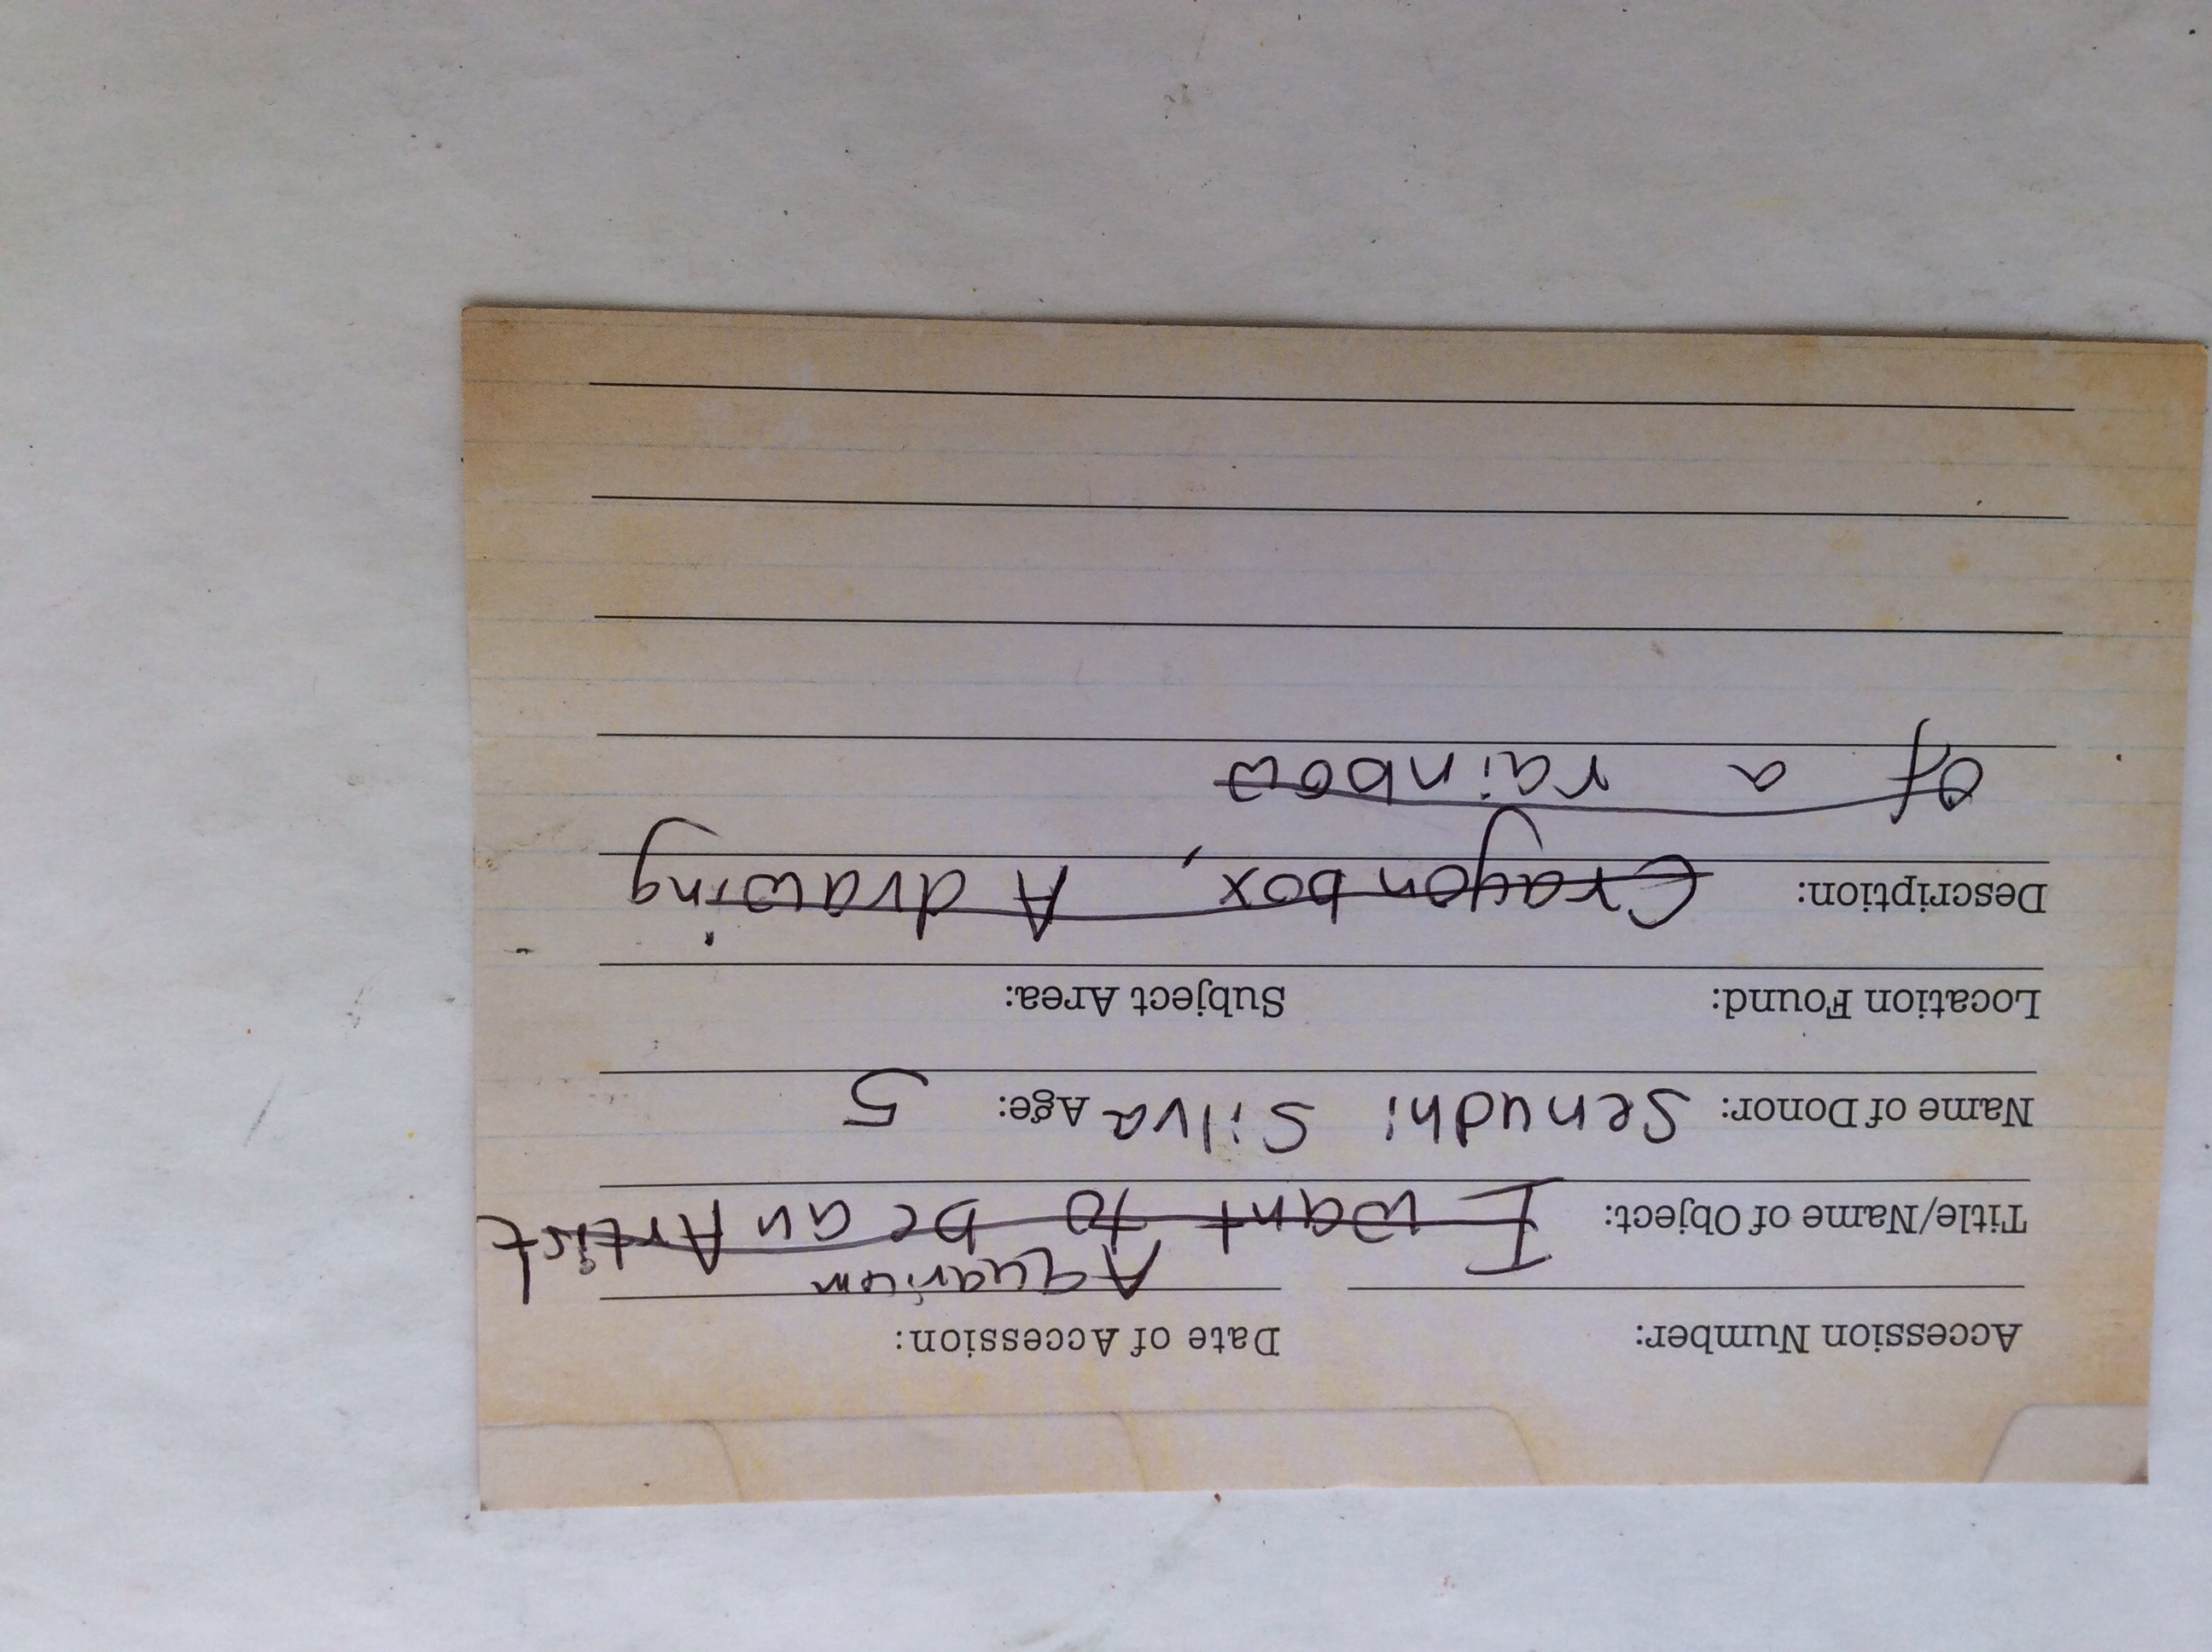 Accession Number: Date of Accession:
Aquarium
Title/Name of Object: I want to be an Artist
Name of Donor: Senudhi Silva Age: 5
Location Found: Subject Area:
Description: Crayon box, A drawing
of a rainbow